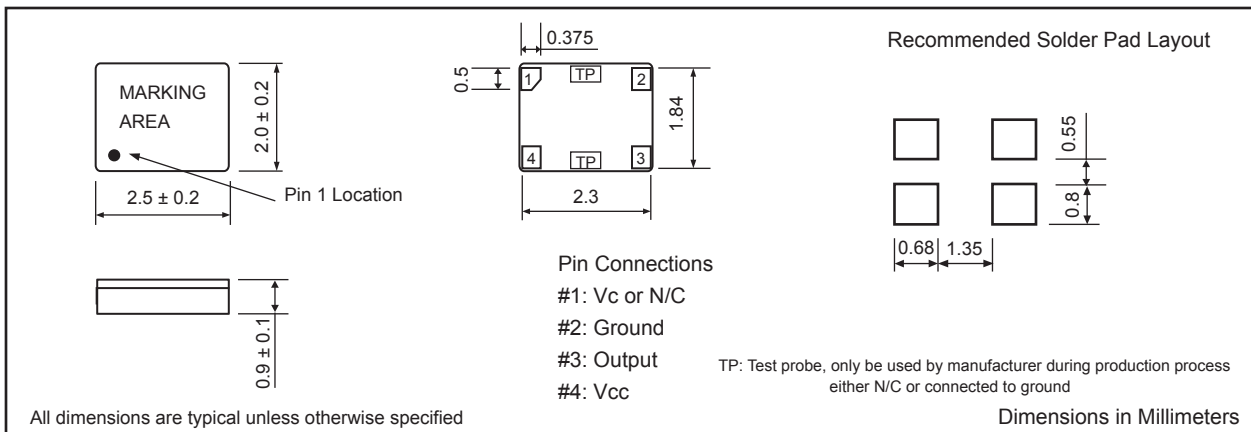 MARKING
AREA
2.0 ± 0.2
2.5 ± 0.2
Pin 1 Location
0.9 ± 0.1
All dimensions are typical unless otherwise specified
0.375
0.5
1
TP
2
1.84
4
TP
3
2.3
Pin Connections
#1: Vc or N/C
#2: Ground
#3: Output
#4: Vcc
Recommended Solder Pad Layout
0.55
0.8
0.68
1.35
TP: Test probe, only be used by manufacturer during production process
either N/C or connected to ground
Dimensions in Millimeters